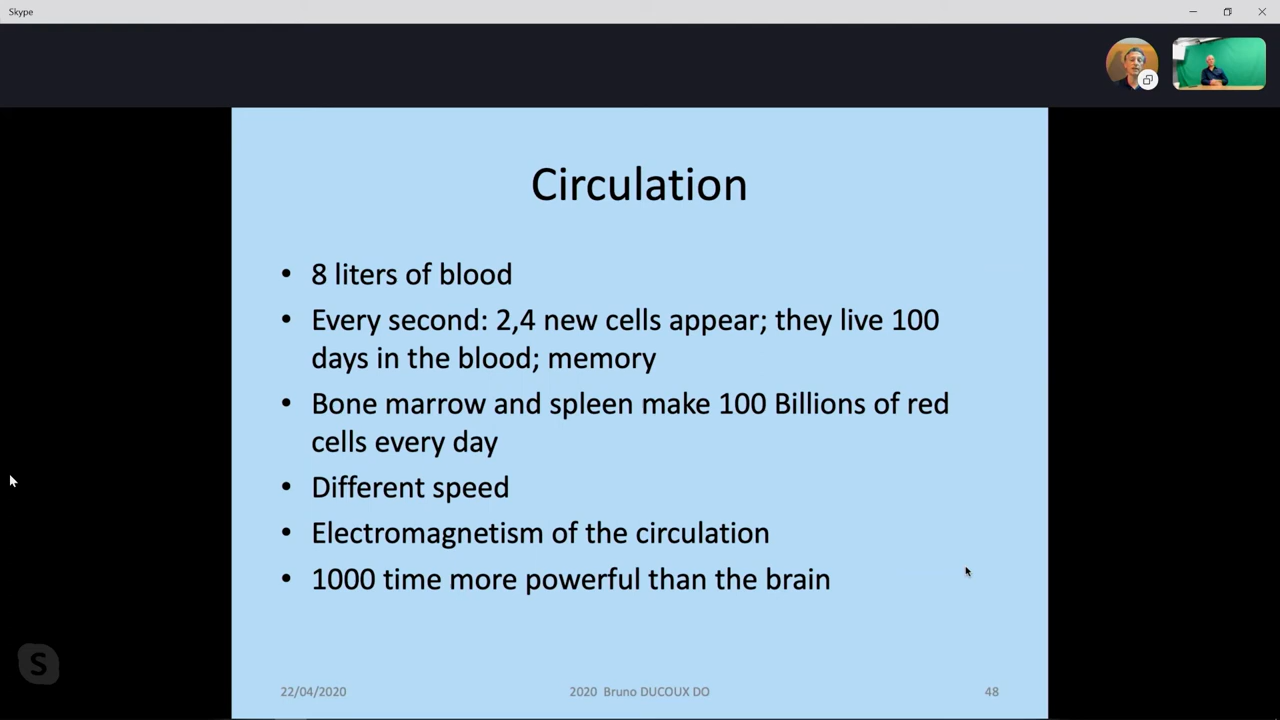 Skype
Circulation
• 8 liters of blood
• Every second: 2,4 new cells appear; they live 100
days in the blood; memory
• Bone marrow and spleen make 100 Billions of red
cells every day
• Different speed
• Electromagnetism of the circulation
• 1000 time more powerful than the brain
22/04/2020
2020 Bruno DUCOUX DO
48
S